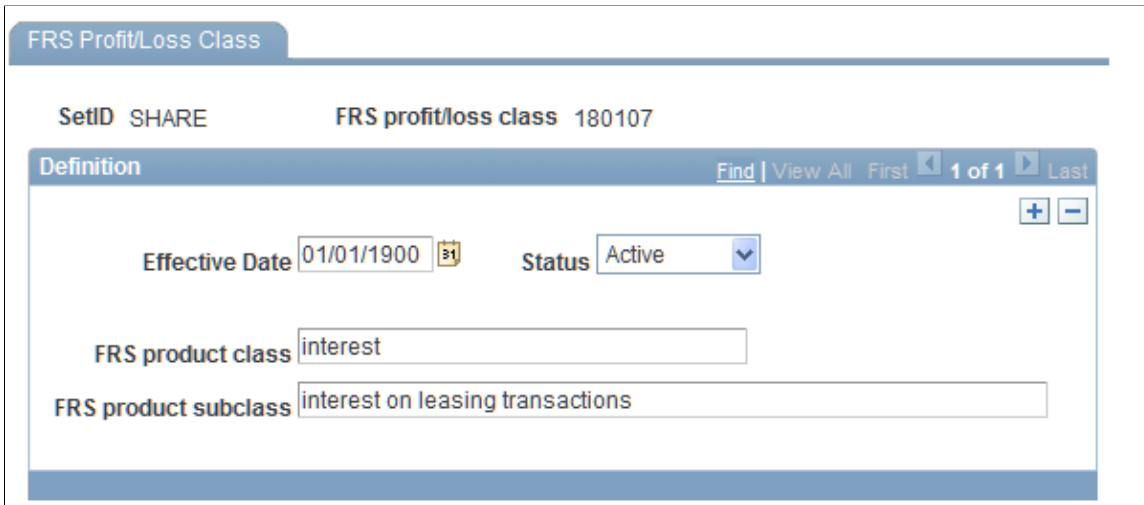 FRS Profit/Loss Class
SetID SHARE FRS profit/loss class 180107
Definition Find | View All First 1 of 1 Last
Effective Date 01/01/1900 31 Status Active
FRS product class interest
FRS product subclass interest on leasing transactions